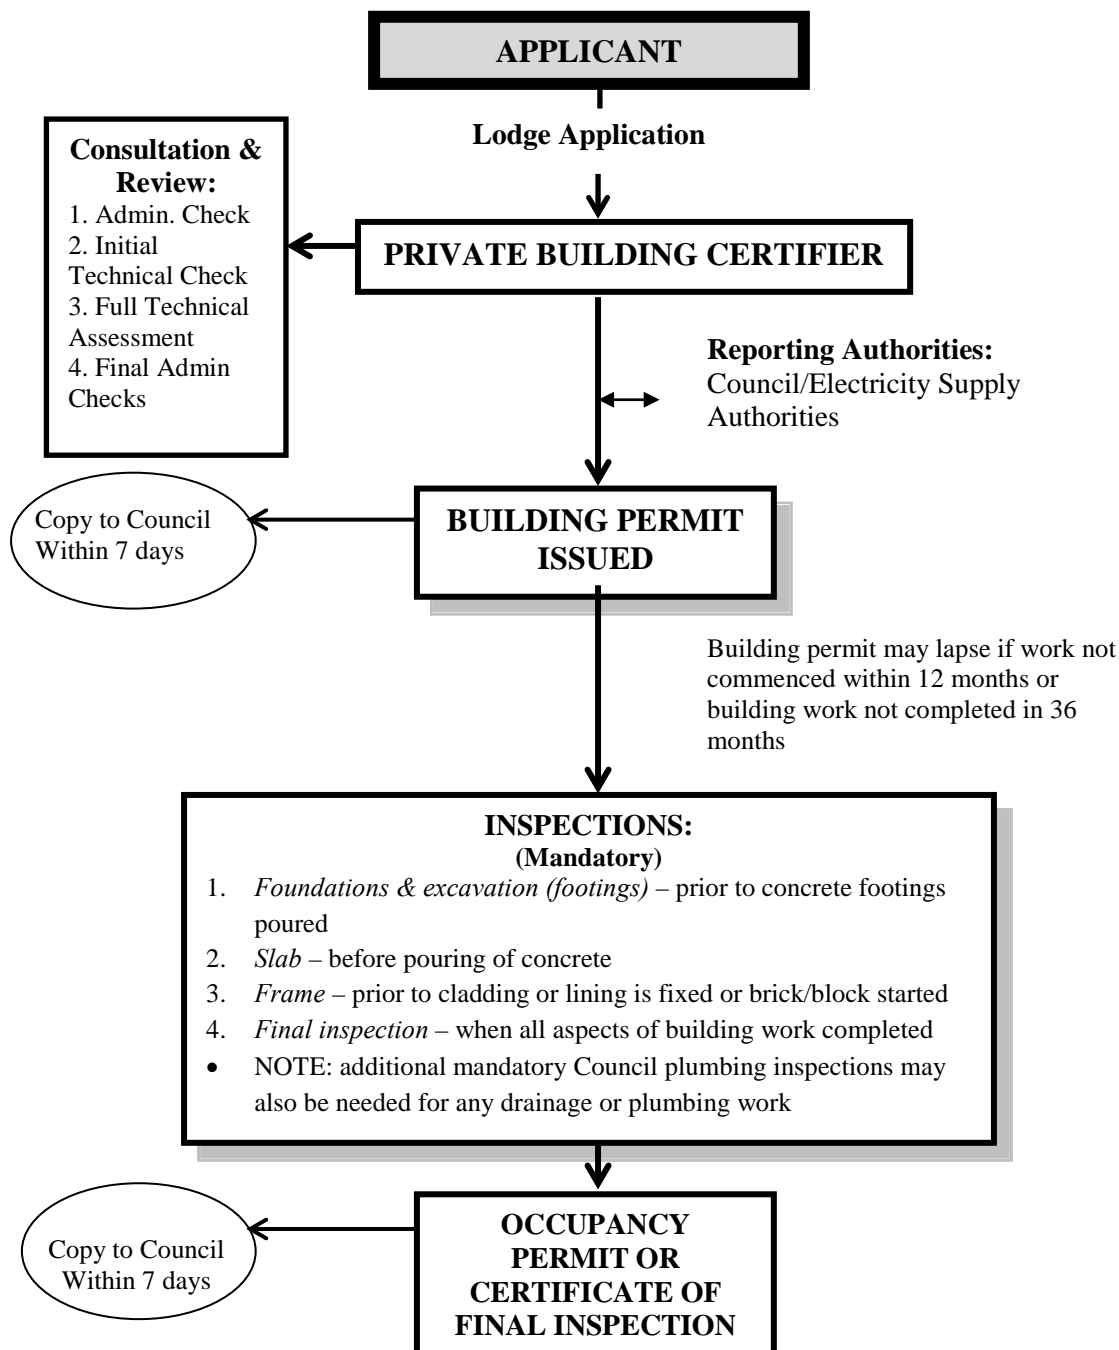 APPLICANT
Lodge Application
Consultation &
Review:
1. Admin. Check
2. Initial
Technical Check
3. Full Technical
Assessment
4. Final Admin
Checks
PRIVATE BUILDING CERTIFIER
Reporting Authorities:
Council/Electricity Supply
Authorities
Copy to Council
Within 7 days
BUILDING PERMIT
ISSUED
Building permit may lapse if work not
commenced within 12 months or
building work not completed in 36
months
INSPECTIONS:
(Mandatory)
1. Foundations & excavation (footings) – prior to concrete footings
poured
2. Slab – before pouring of concrete
3. Frame – prior to cladding or lining is fixed or brick/block started
4. Final inspection – when all aspects of building work completed
• NOTE: additional mandatory Council plumbing inspections may
also be needed for any drainage or plumbing work
Copy to Council
Within 7 days
OCCUPANCY
PERMIT OR
CERTIFICATE OF
FINAL INSPECTION